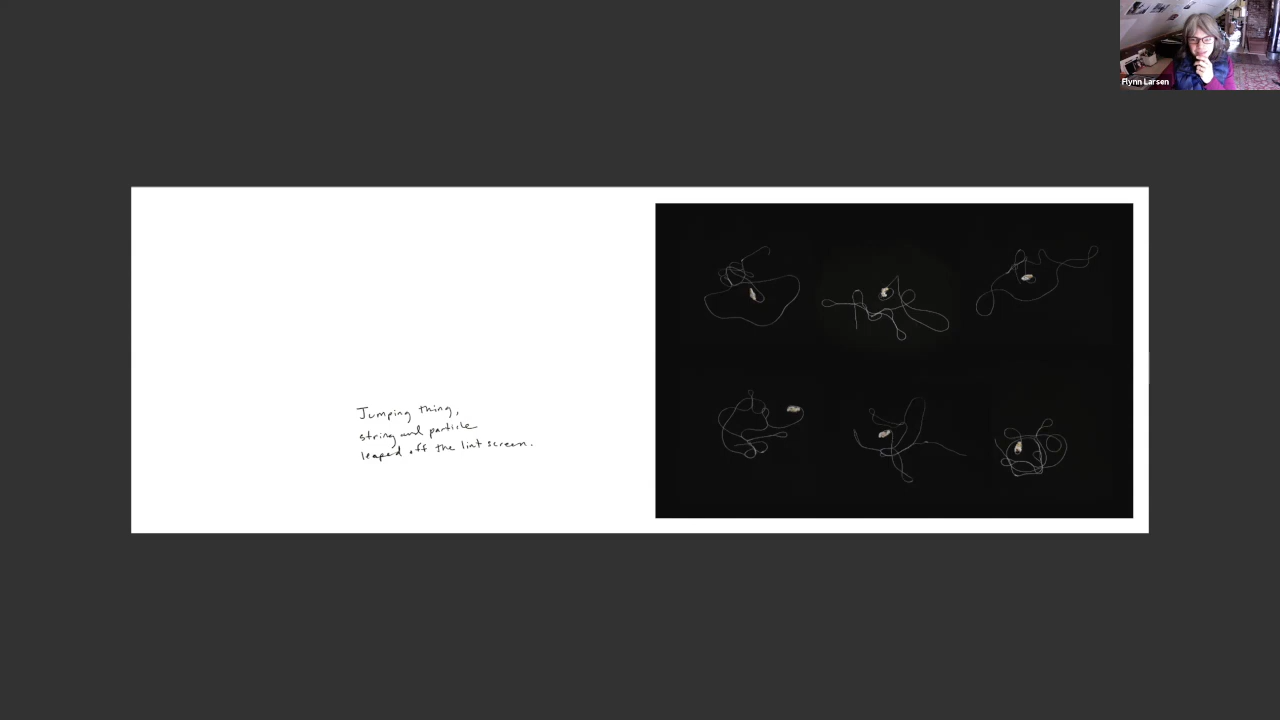 Flynn Larsen
Jumping thing,
string and particle
leaped off the lint screen.